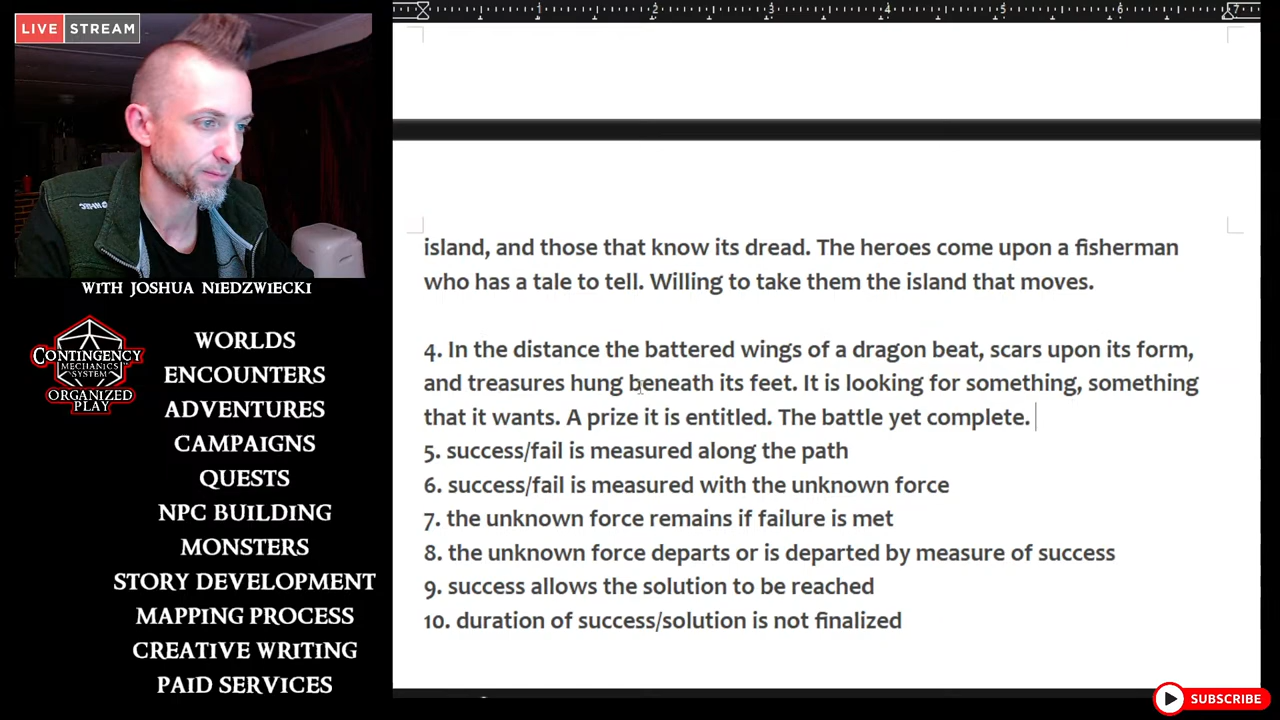 LIVE STREAM
WITH JOSHUA NIEDZWIECKI
CONTINGENCY
MECHANICS
SYSTEM
ORGANIZED
PLAY
WORLDS
ENCOUNTERS
ADVENTURES
CAMPAIGNS
QUESTS
NPC BUILDING
MONSTERS
STORY DEVELOPMENT
MAPPING PROCESS
CREATIVE WRITING
PAID SERVICES
1 2 3 4 5 6 7
island, and those that know its dread. The heroes come upon a fisherman
who has a tale to tell. Willing to take them the island that moves.
4. In the distance the battered wings of a dragon beat, scars upon its form,
and treasures hung beneath its feet. It is looking for something, something
that it wants. A prize it is entitled. The battle yet complete.
5. success/fail is measured along the path
6. success/fail is measured with the unknown force
7. the unknown force remains if failure is met
8. the unknown force departs or is departed by measure of success
9. success allows the solution to be reached
10. duration of success/solution is not finalized
SUBSCRIBE